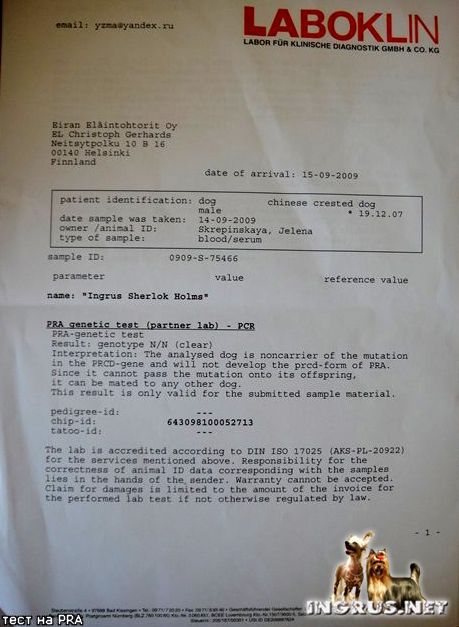 email: yzma@yandex.ru
LABOKLIN
LABOR FÜR KLINISCHE DIAGNOSTIK GMBH & CO. KG
Eiran Eläintohtorit Oy
EL Christoph Gerhards
Neitsytpolku 10 B 16
00140 Helsinki
Finnland
date of arrival: 15-09-2009
patient identification: dog chinese crested dog
male * 19.12.07
date sample was taken: 14-09-2009
owner /animal ID: Skrepinskaya, Jelena
type of sample: blood/serum
sample ID: 0909-S-75466
parameter value reference value
name: "Ingrus Sherlok Holms"
PRA genetic test (partner lab) - PCR
PRA-genetic test
Result: genotype N/N (clear)
Interpretation: The analysed dog is noncarrier of the mutation
in the PRCD-gene and will not develop the prcd-form of PRA.
Since it cannot pass the mutation onto its offspring,
it can be mated to any other dog.
This result is only valid for the submitted sample material.
pedigree-id: ---
chip-id: 643098100052713
tatoo-id: ---
The lab is accredited according to DIN ISO 17025 (AKS-PL-20922)
for the services mentioned above. Responsibility for the
correctness of animal ID data corresponding with the samples
lies in the hands of the sender. Warranty cannot be accepted.
Claim for damages is limited to the amount of the invoice for
the performed lab test if not otherwise regulated by law.
- 1 -
INGRUS.NET
тест на PRA